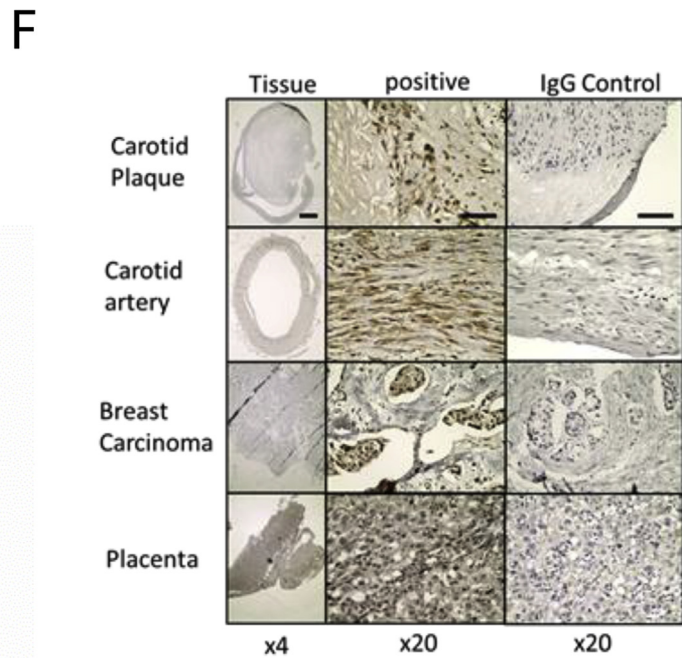 F
Tissue positive IgG Control
Carotid
Plaque
Carotid
artery
Breast
Carcinoma
Placenta
x4 x20 x20